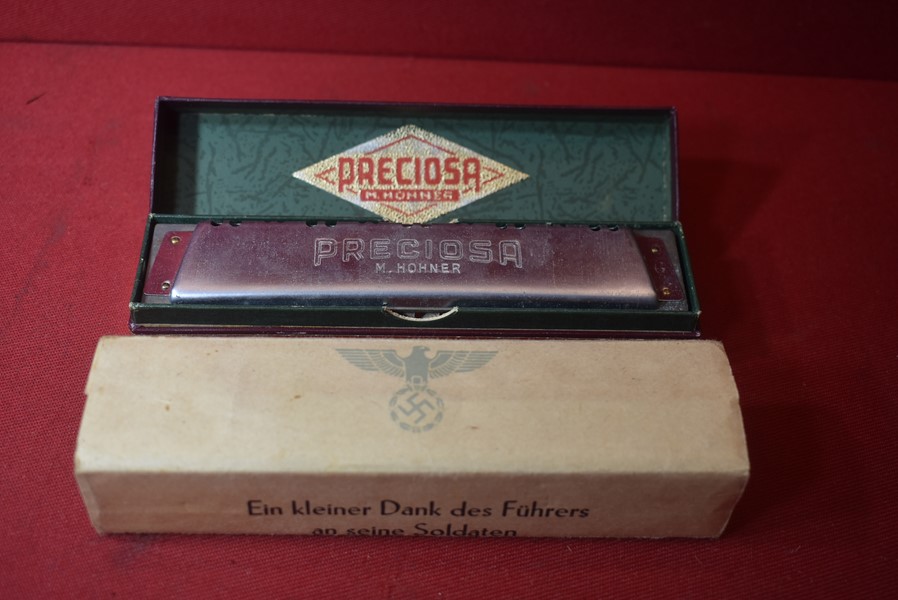 PRECIOSA
M. HOHNER
PRECIOSA
M. HOHNER
Ein kleiner Dank des Führers
an seine Soldaten